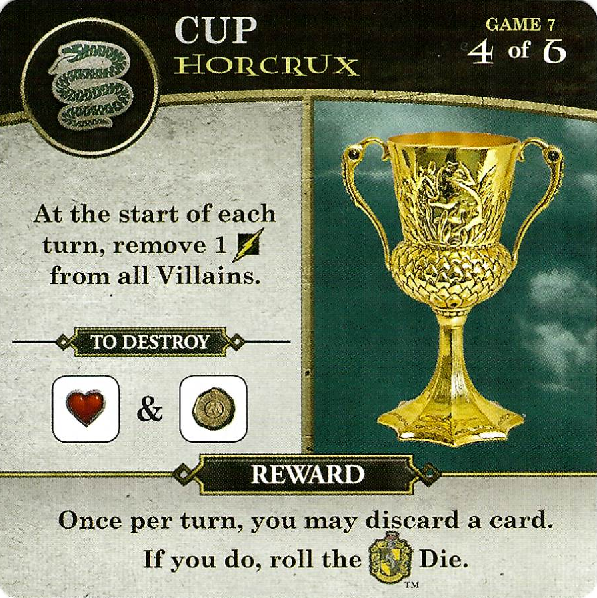 CUP
HORCRUX
GAME 7
4 of 6
At the start of each
turn, remove 1
from all Villains.
TO DESTROY
&
REWARD
Once per turn, you may discard a card.
If you do, roll the Die.
TM